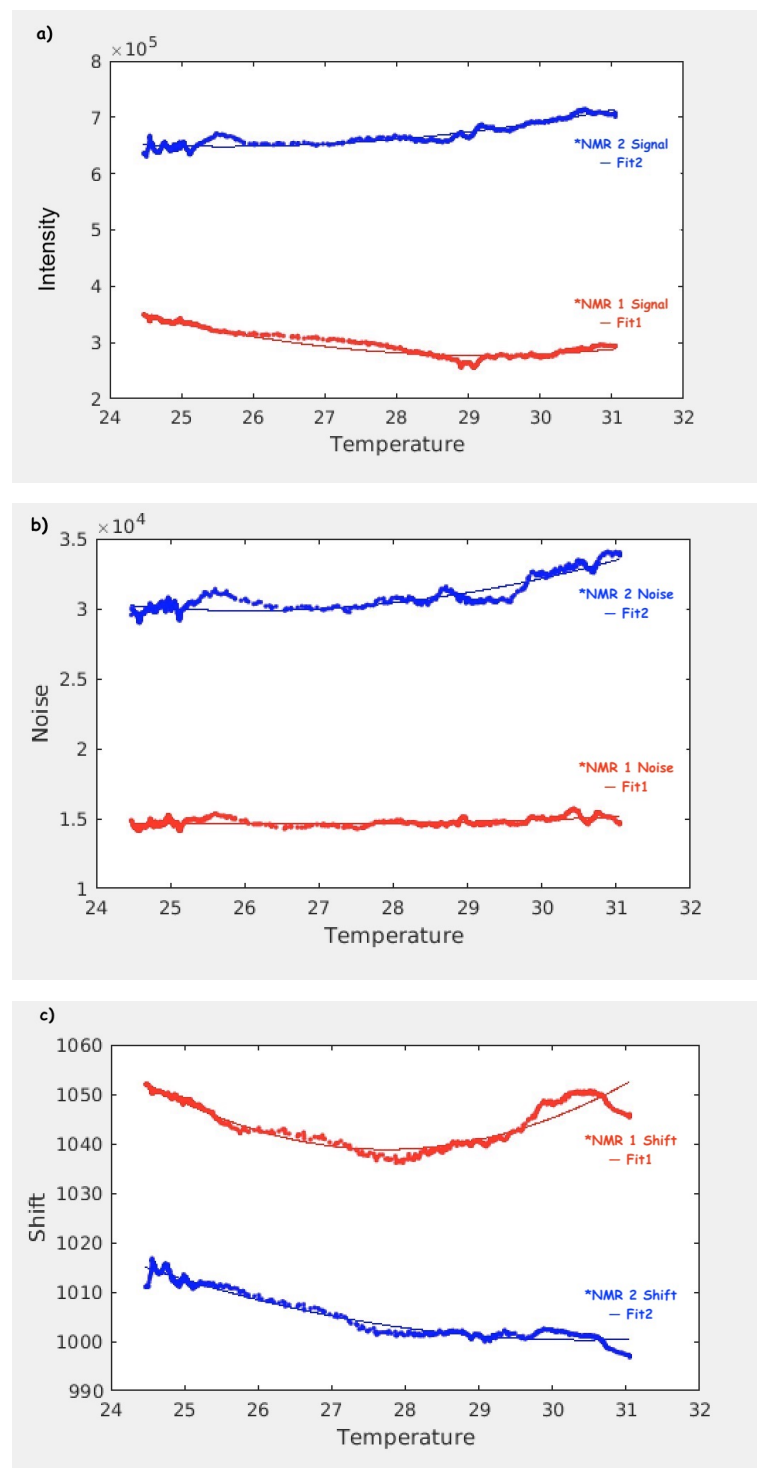 a)
×10⁵
8
7
6
5
4
3
2
Intensity
*NMR 2 Signal
— Fit2
*NMR 1 Signal
— Fit1
24 25 26 27 28 29 30 31 32
Temperature
b)
×10⁴
3.5
3
2.5
2
1.5
1
Noise
*NMR 2 Noise
— Fit2
*NMR 1 Noise
— Fit1
24 25 26 27 28 29 30 31 32
Temperature
c)
1060
1050
1040
1030
1020
1010
1000
990
Shift
*NMR 1 Shift
— Fit1
*NMR 2 Shift
— Fit2
24 25 26 27 28 29 30 31 32
Temperature